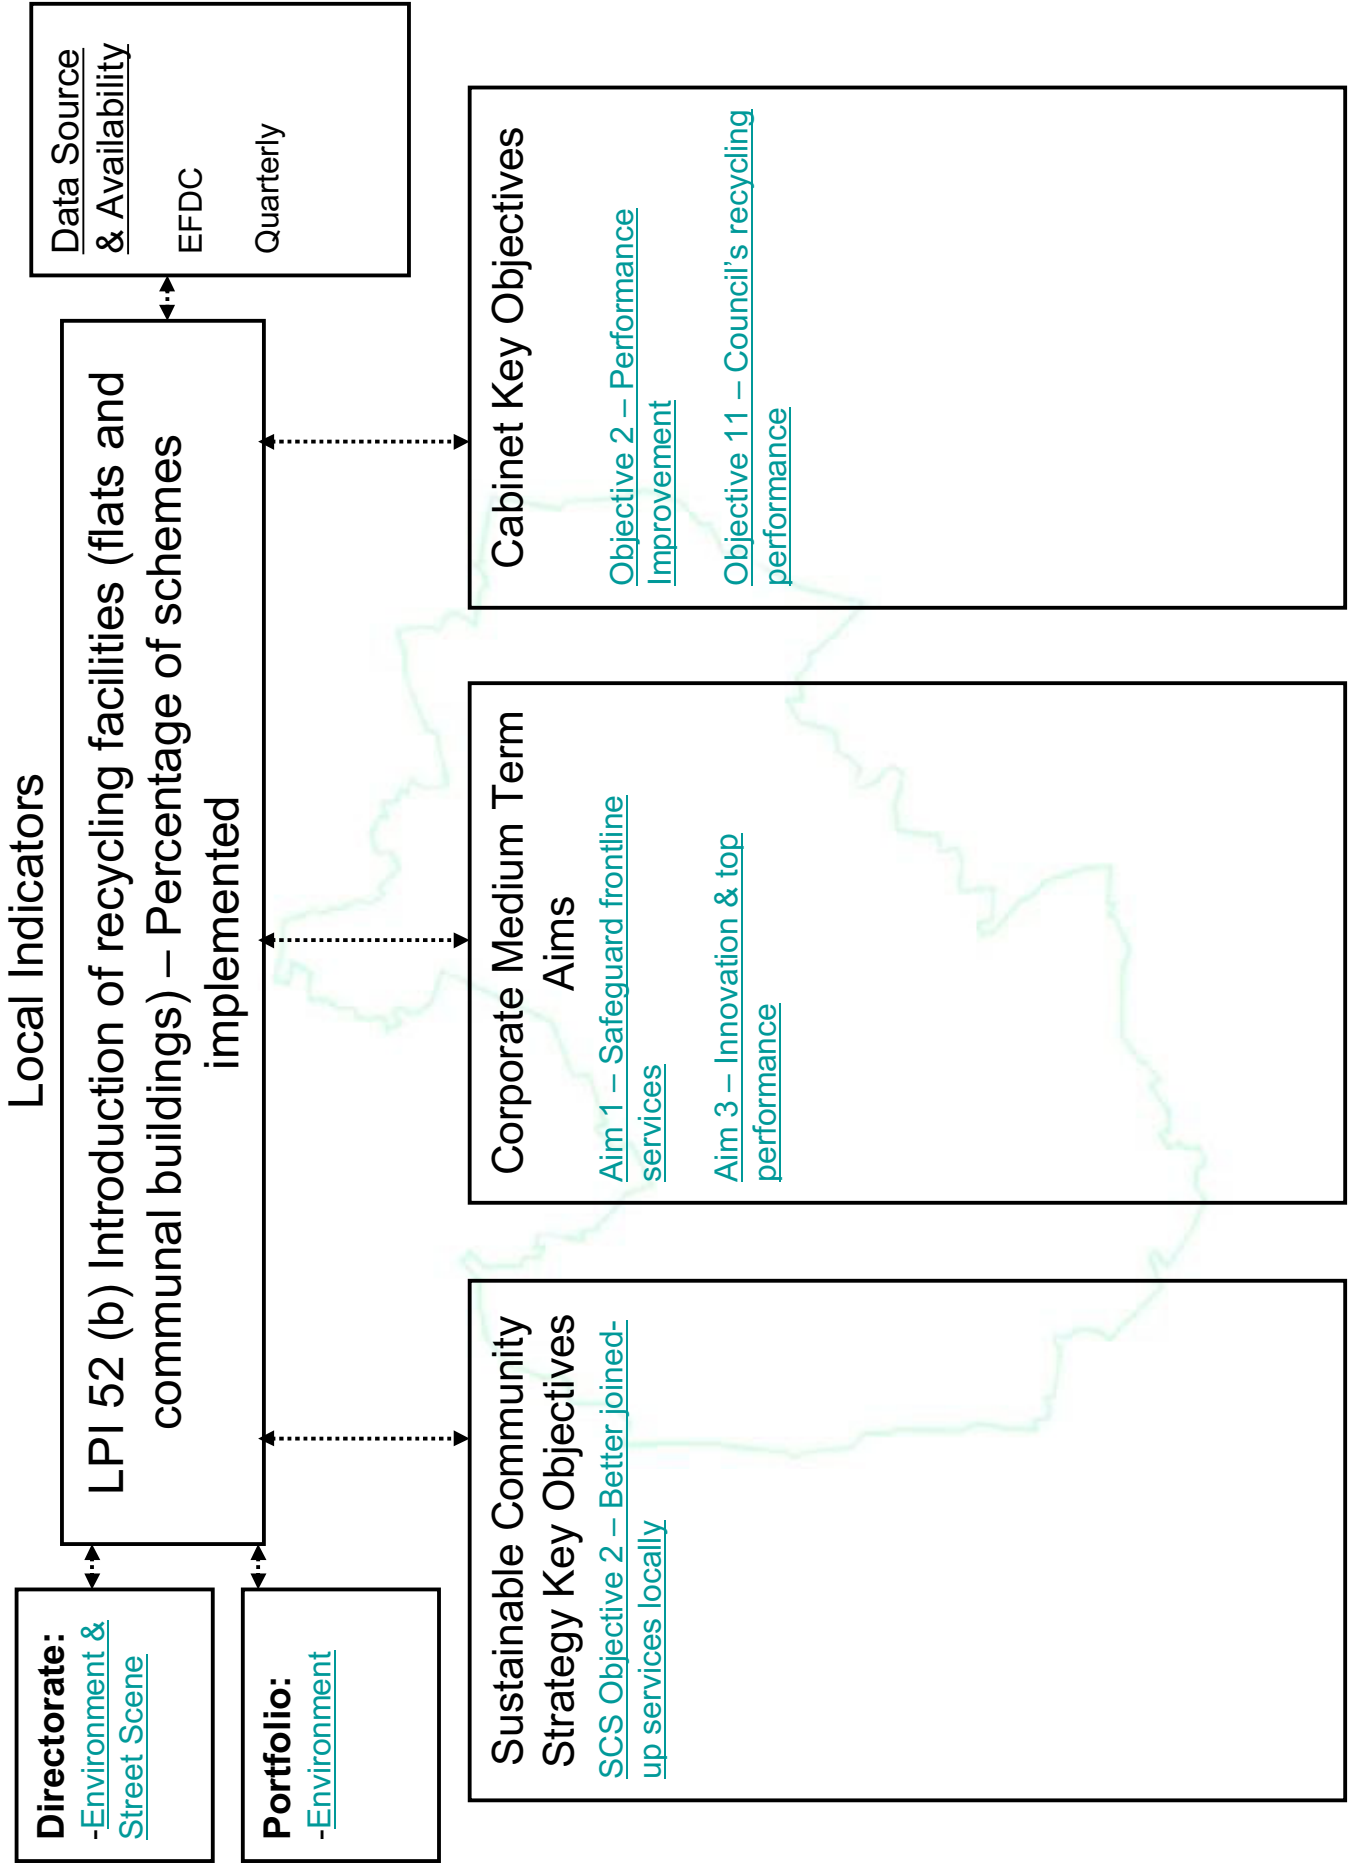 Local Indicators
Directorate:
-Environment &
Street Scene
Portfolio:
-Environment
LPI 52 (b) Introduction of recycling facilities (flats and
communal buildings) – Percentage of schemes
implemented
Data Source
& Availability
EFDC
Quarterly
Sustainable Community
Strategy Key Objectives
SCS Objective 2 – Better joined-
up services locally
Corporate Medium Term
Aims
Aim 1 – Safeguard frontline
services
Aim 3 – Innovation & top
performance
Cabinet Key Objectives
Objective 2 – Performance
Improvement
Objective 11 – Council's recycling
performance